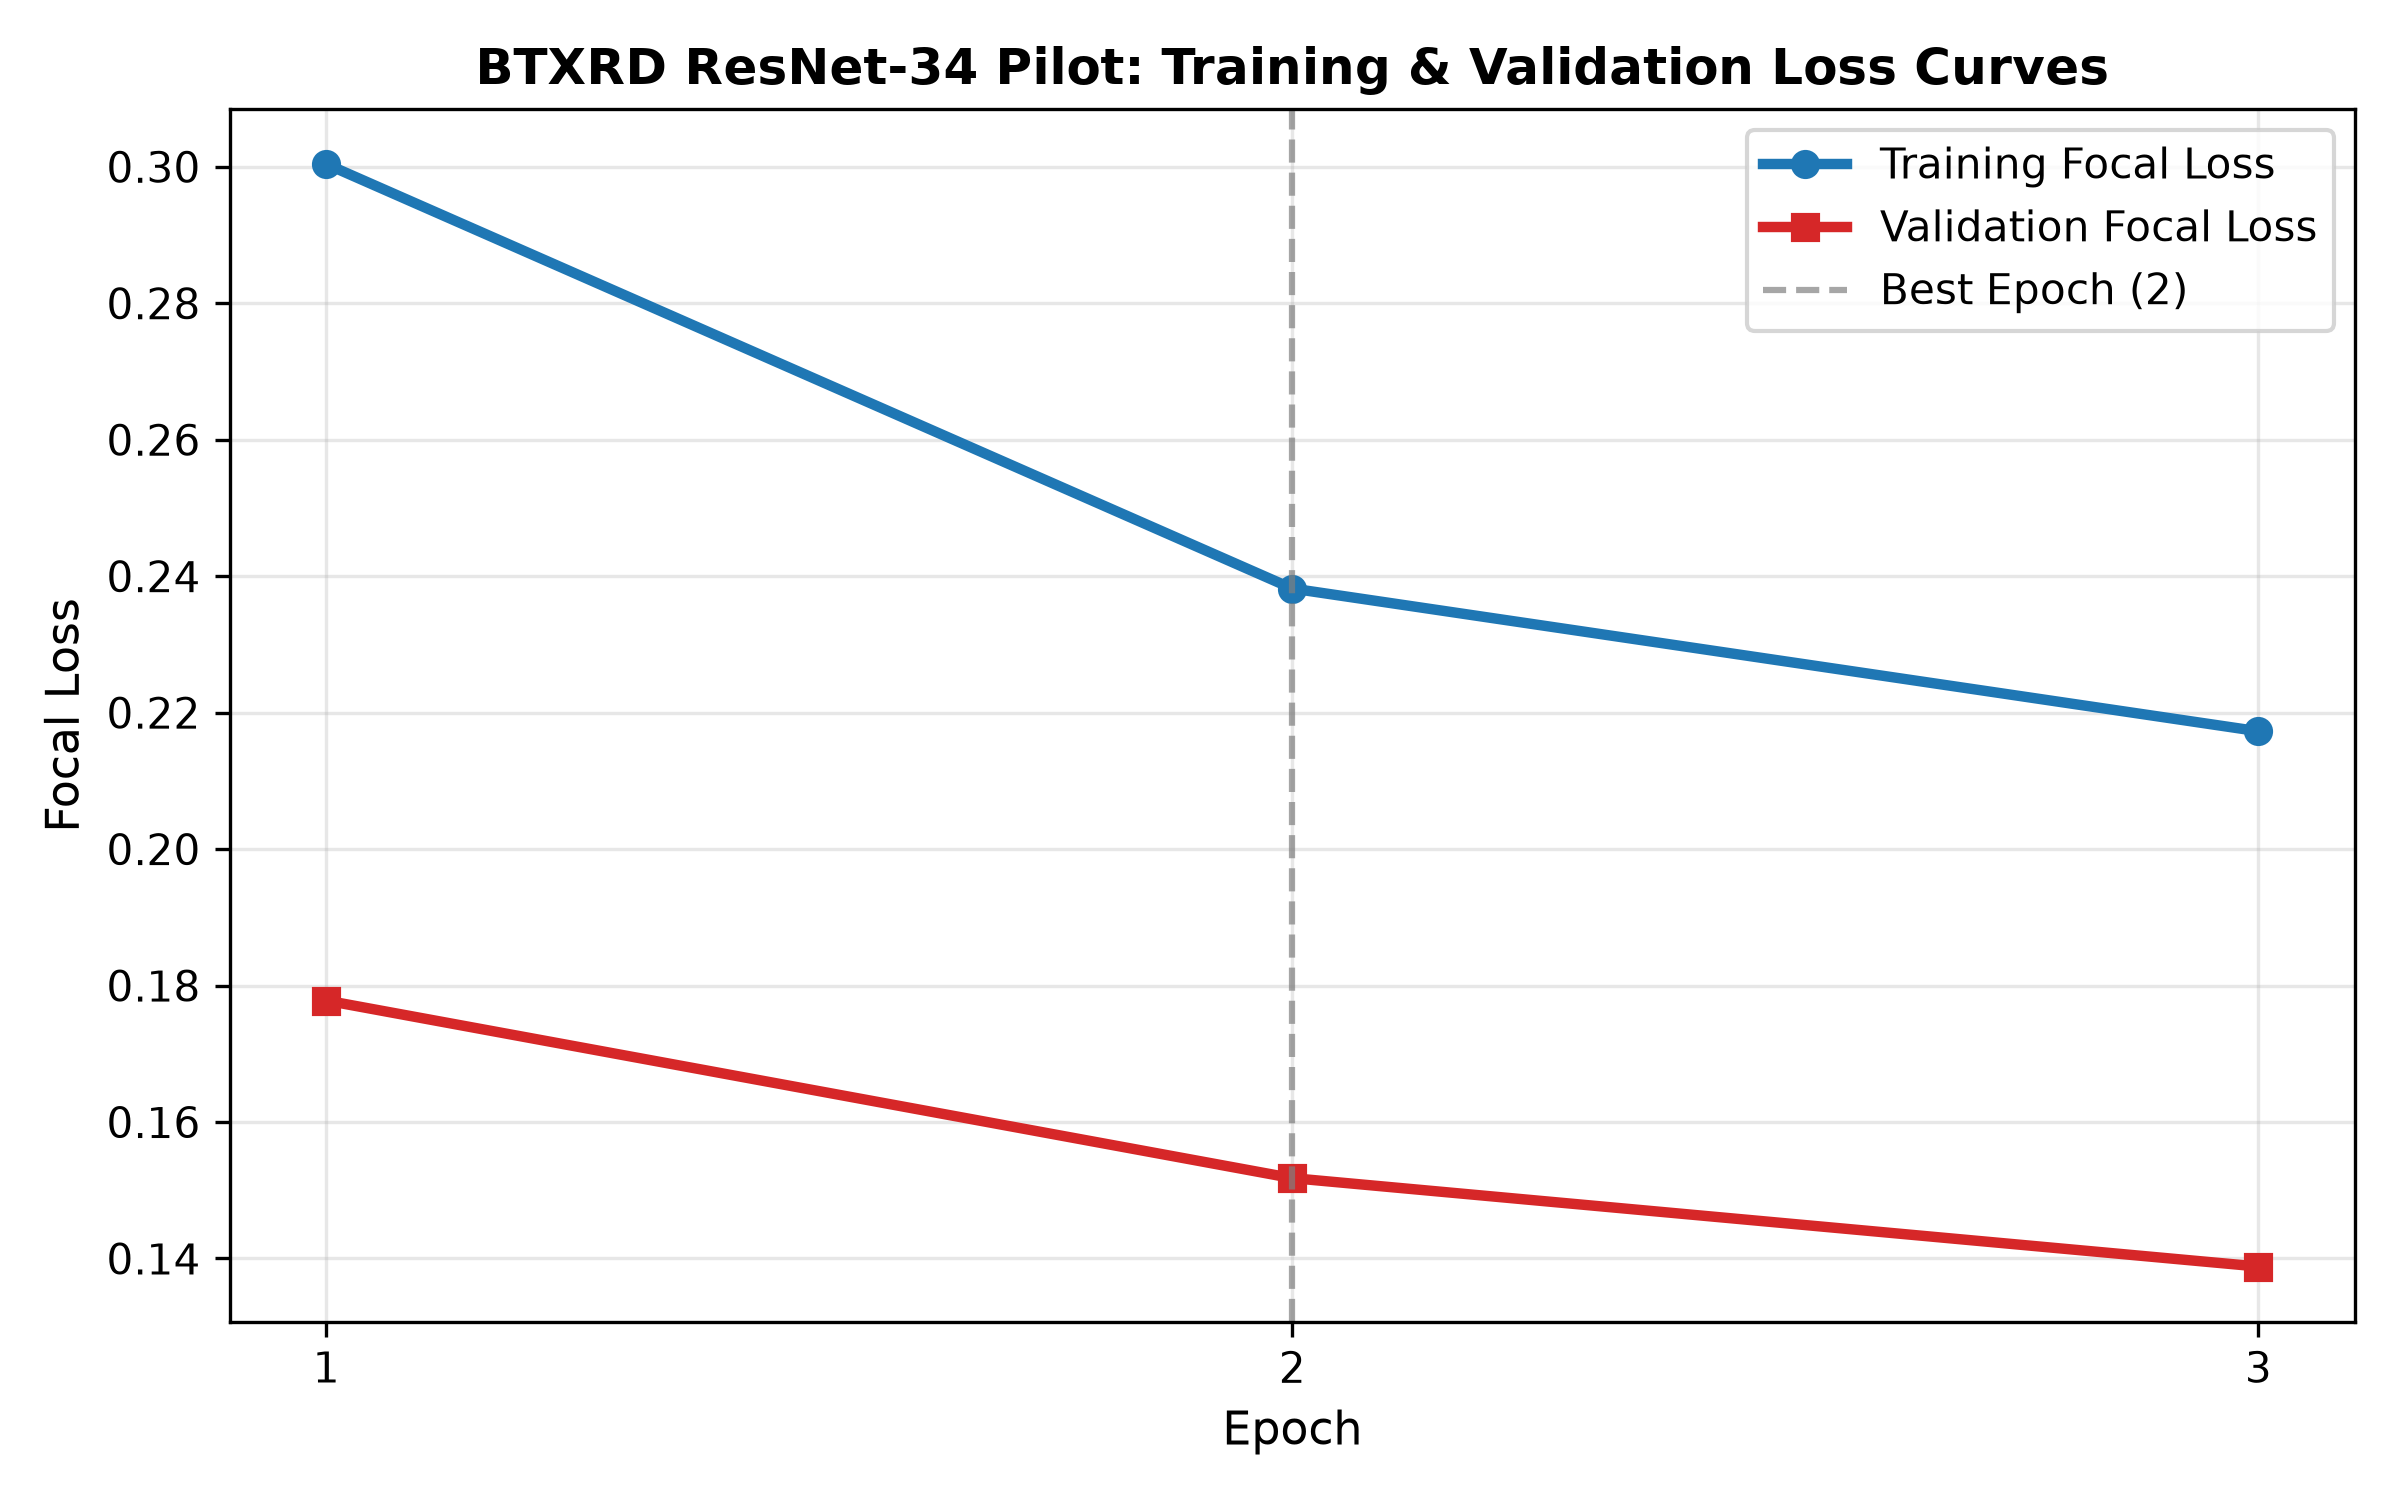 BTXRD ResNet-34 Pilot: Training & Validation Loss Curves
Training Focal Loss
Validation Focal Loss
Best Epoch (2)
Focal Loss
0.30
0.28
0.26
0.24
0.22
0.20
0.18
0.16
0.14
1 2 3
Epoch